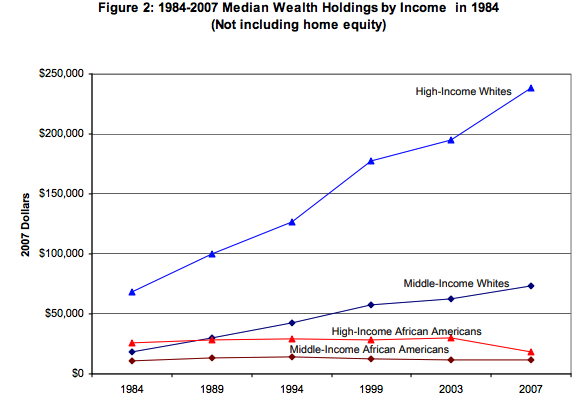 Figure 2: 1984-2007 Median Wealth Holdings by Income in 1984
(Not including home equity)
$250,000
High-Income Whites
$200,000
$150,000
2007 Dollars
$100,000
Middle-Income Whites
$50,000
High-Income African Americans
Middle-Income African Americans
$0
1984 1989 1994 1999 2003 2007